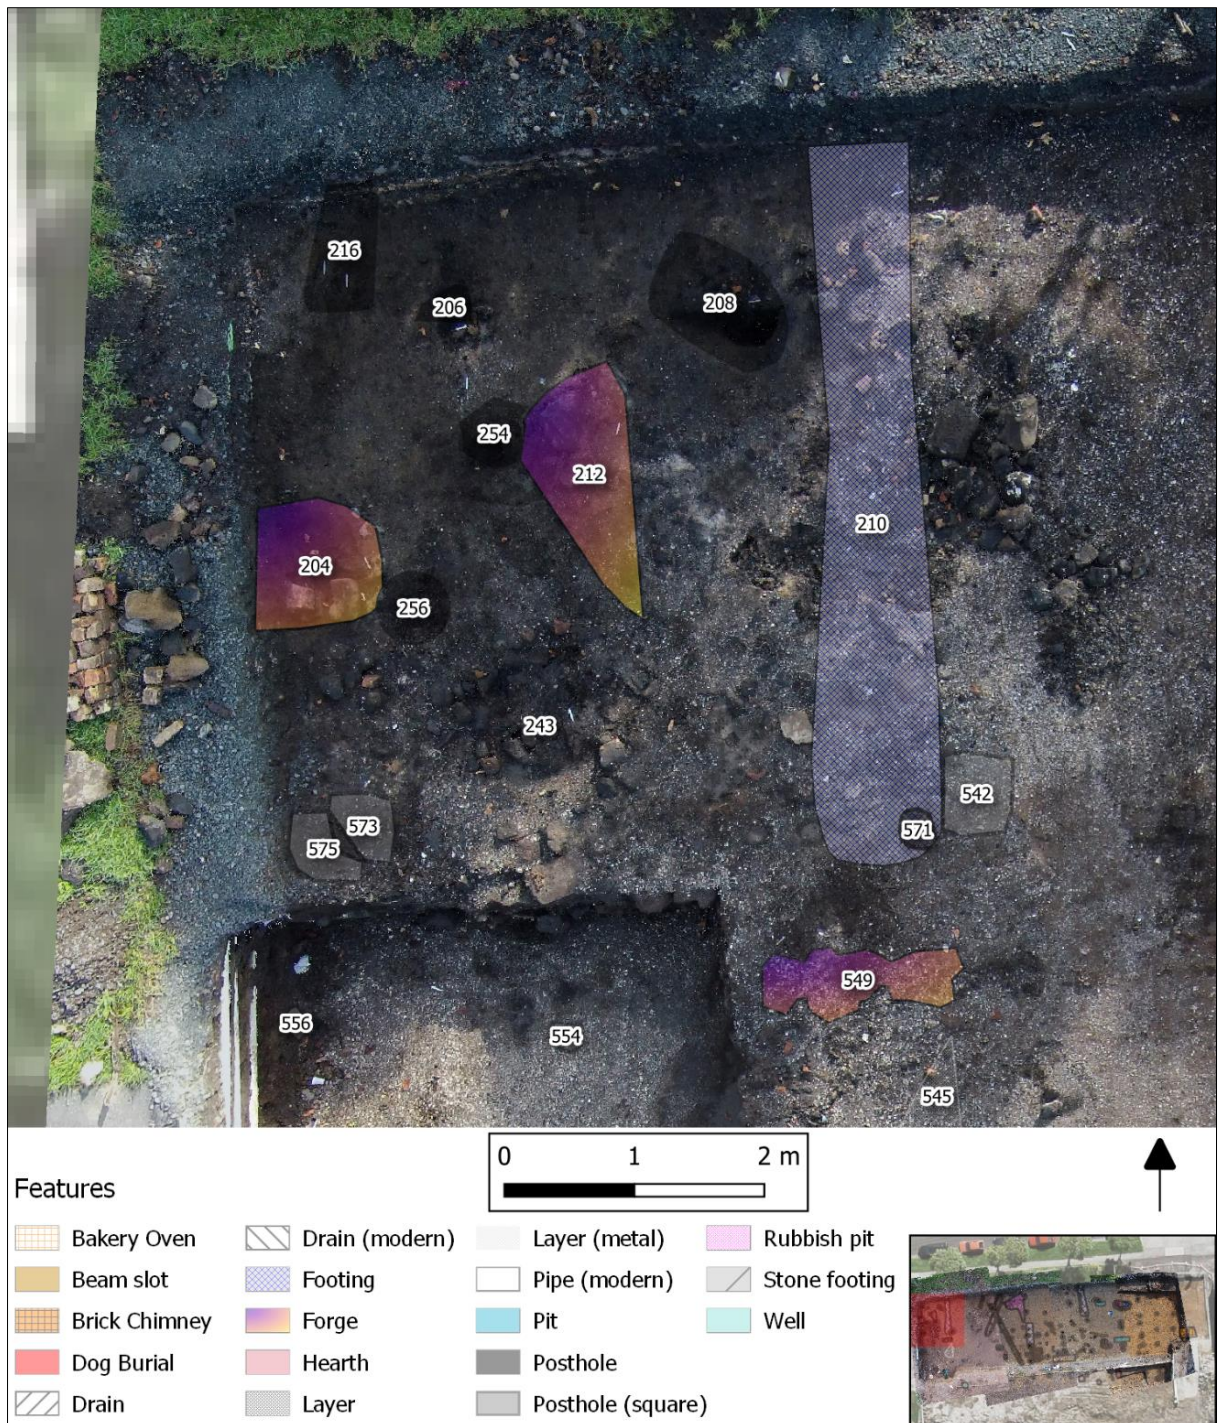 216
206
208
254
212
210
204
256
243
542
573
571
575
549
556
554
545
0 1 2 m
Features
Bakery Oven
Beam slot
Brick Chimney
Dog Burial
Drain
Drain (modern)
Footing
Forge
Hearth
Layer
Layer (metal)
Pipe (modern)
Pit
Posthole
Posthole (square)
Rubbish pit
Stone footing
Well